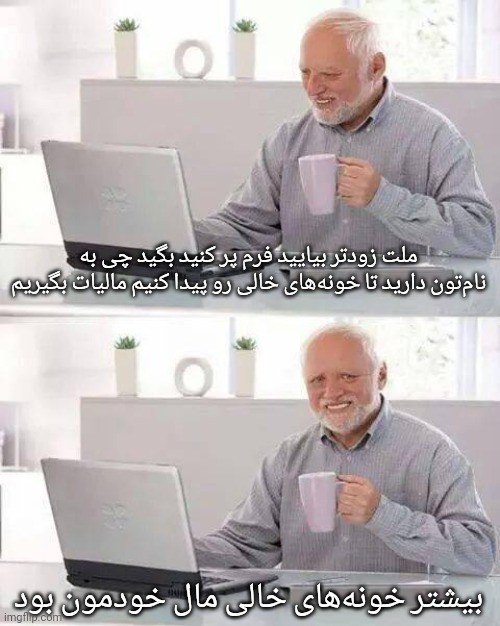 ملت زودتر بیایید فرم پر کنید بگید چی به
نام‌تون دارید تا خونه‌های خالی رو پیدا کنیم مالیات بگیریم
بیشتر خونه‌های خالی مال خودمون بود
imgflip.com